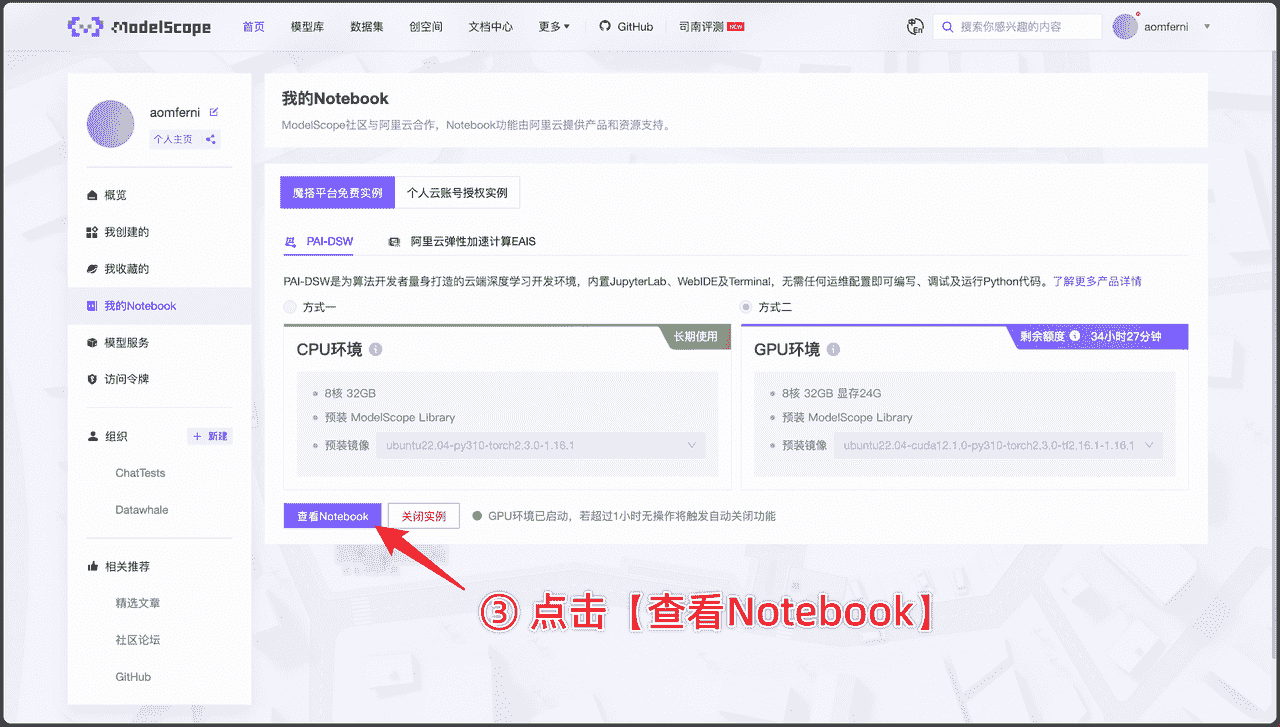 ModelScope 首页 模型库 数据集 创空间 文档中心 更多 GitHub 司南评测 NEW 中 En 搜索你感兴趣的内容 aomferni
aomferni
个人主页
概览
我创建的
我收藏的
我的Notebook
模型服务
访问令牌
组织 + 新建
ChatTests
Datawhale
相关推荐
精选文章
社区论坛
GitHub
我的Notebook
ModelScope社区与阿里云合作，Notebook功能由阿里云提供产品和资源支持。
魔搭平台免费实例 个人云账号授权实例
PAI-DSW 阿里云弹性加速计算EAIS
PAI-DSW是为算法开发者量身打造的云端深度学习开发环境，内置JupyterLab、WebIDE及Terminal，无需任何运维配置即可编写、调试及运行Python代码。了解更多产品详情
方式一
长期使用
CPU环境
8核 32GB
预装 ModelScope Library
预装镜像 ubuntu22.04-py310-torch2.3.0-1.16.1
方式二
剩余额度 34小时27分钟
GPU环境
8核 32GB 显存24G
预装 ModelScope Library
预装镜像 ubuntu22.04-cuda12.1.0-py310-torch2.3.0-tf2.16.1-1.16.1
查看Notebook 关闭实例 GPU环境已启动，若超过1小时无操作将触发自动关闭功能
③ 点击【查看Notebook】